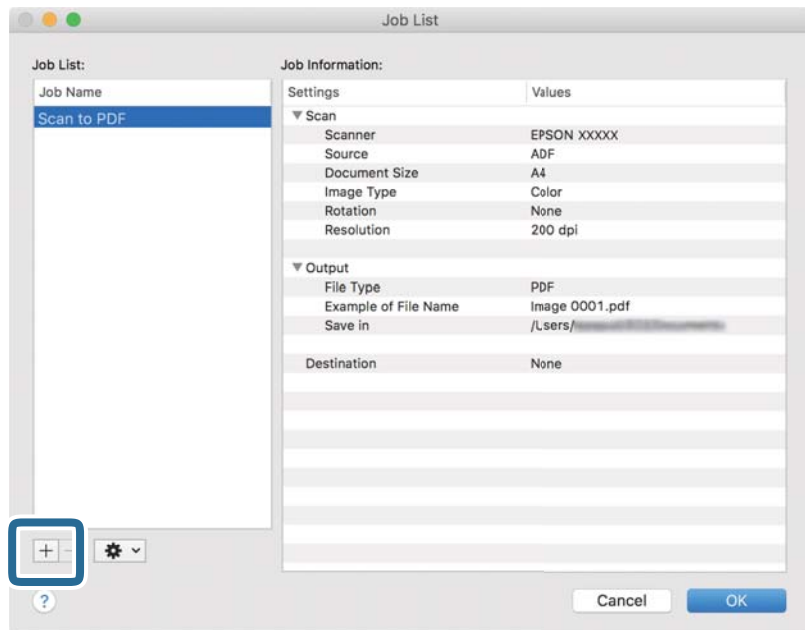 Job List
Job List:
Job Information:
Job Name
Settings Values
Scan to PDF
Scan
Scanner EPSON XXXXX
Source ADF
Document Size A4
Image Type Color
Rotation None
Resolution 200 dpi
Output
File Type PDF
Example of File Name Image 0001.pdf
Save in /Users/
Destination None
+ -
?
Cancel OK